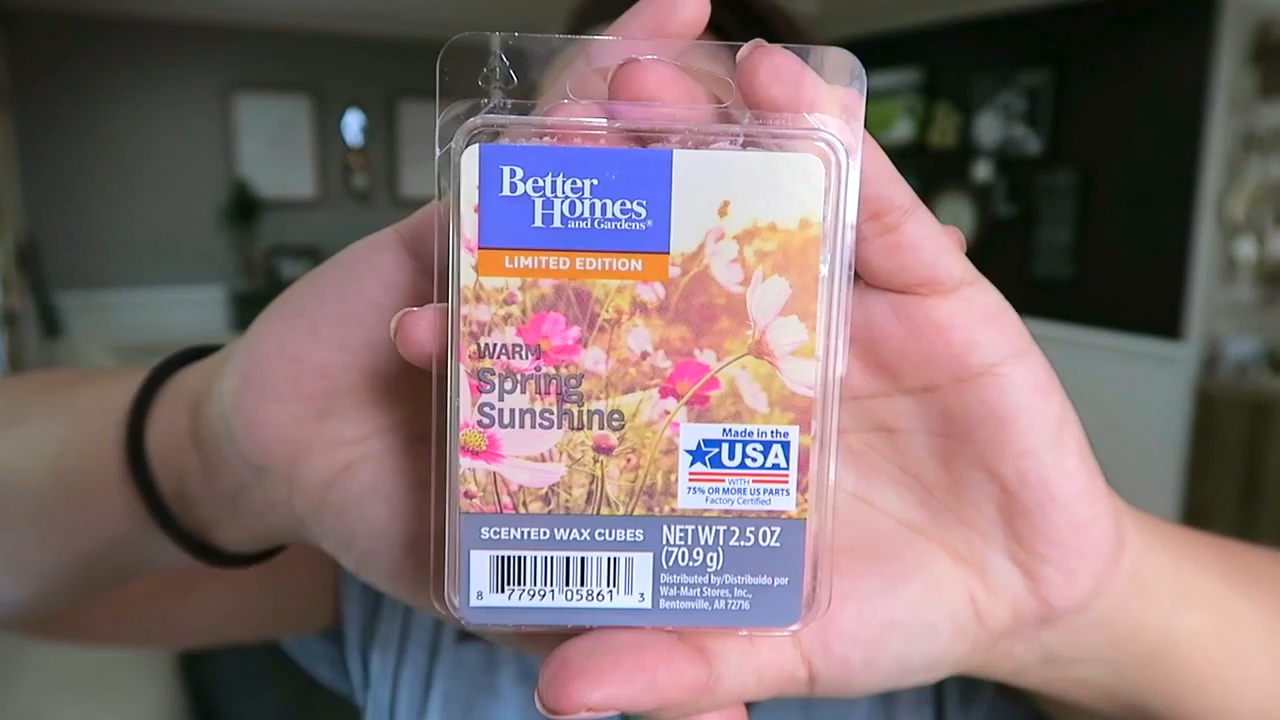 Better
Homes
and Gardens®
LIMITED EDITION
WARM
Spring
Sunshine
Made in the
USA
WITH
75% OR MORE US PARTS
Factory Certified
SCENTED WAX CUBES
NET WT 2.5 OZ
(70.9 g)
Distributed by/Distribuido por
Wal-Mart Stores, Inc.,
Bentonville, AR 72716
8 77991 05861 3